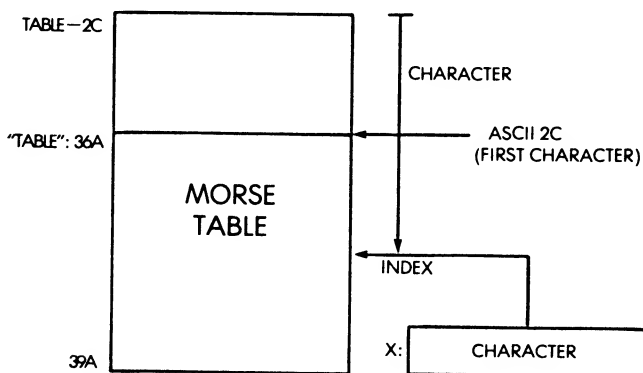 TABLE—2C
CHARACTER
"TABLE": 36A
ASCII 2C
(FIRST CHARACTER)
MORSE
TABLE
INDEX
X:
CHARACTER
39A